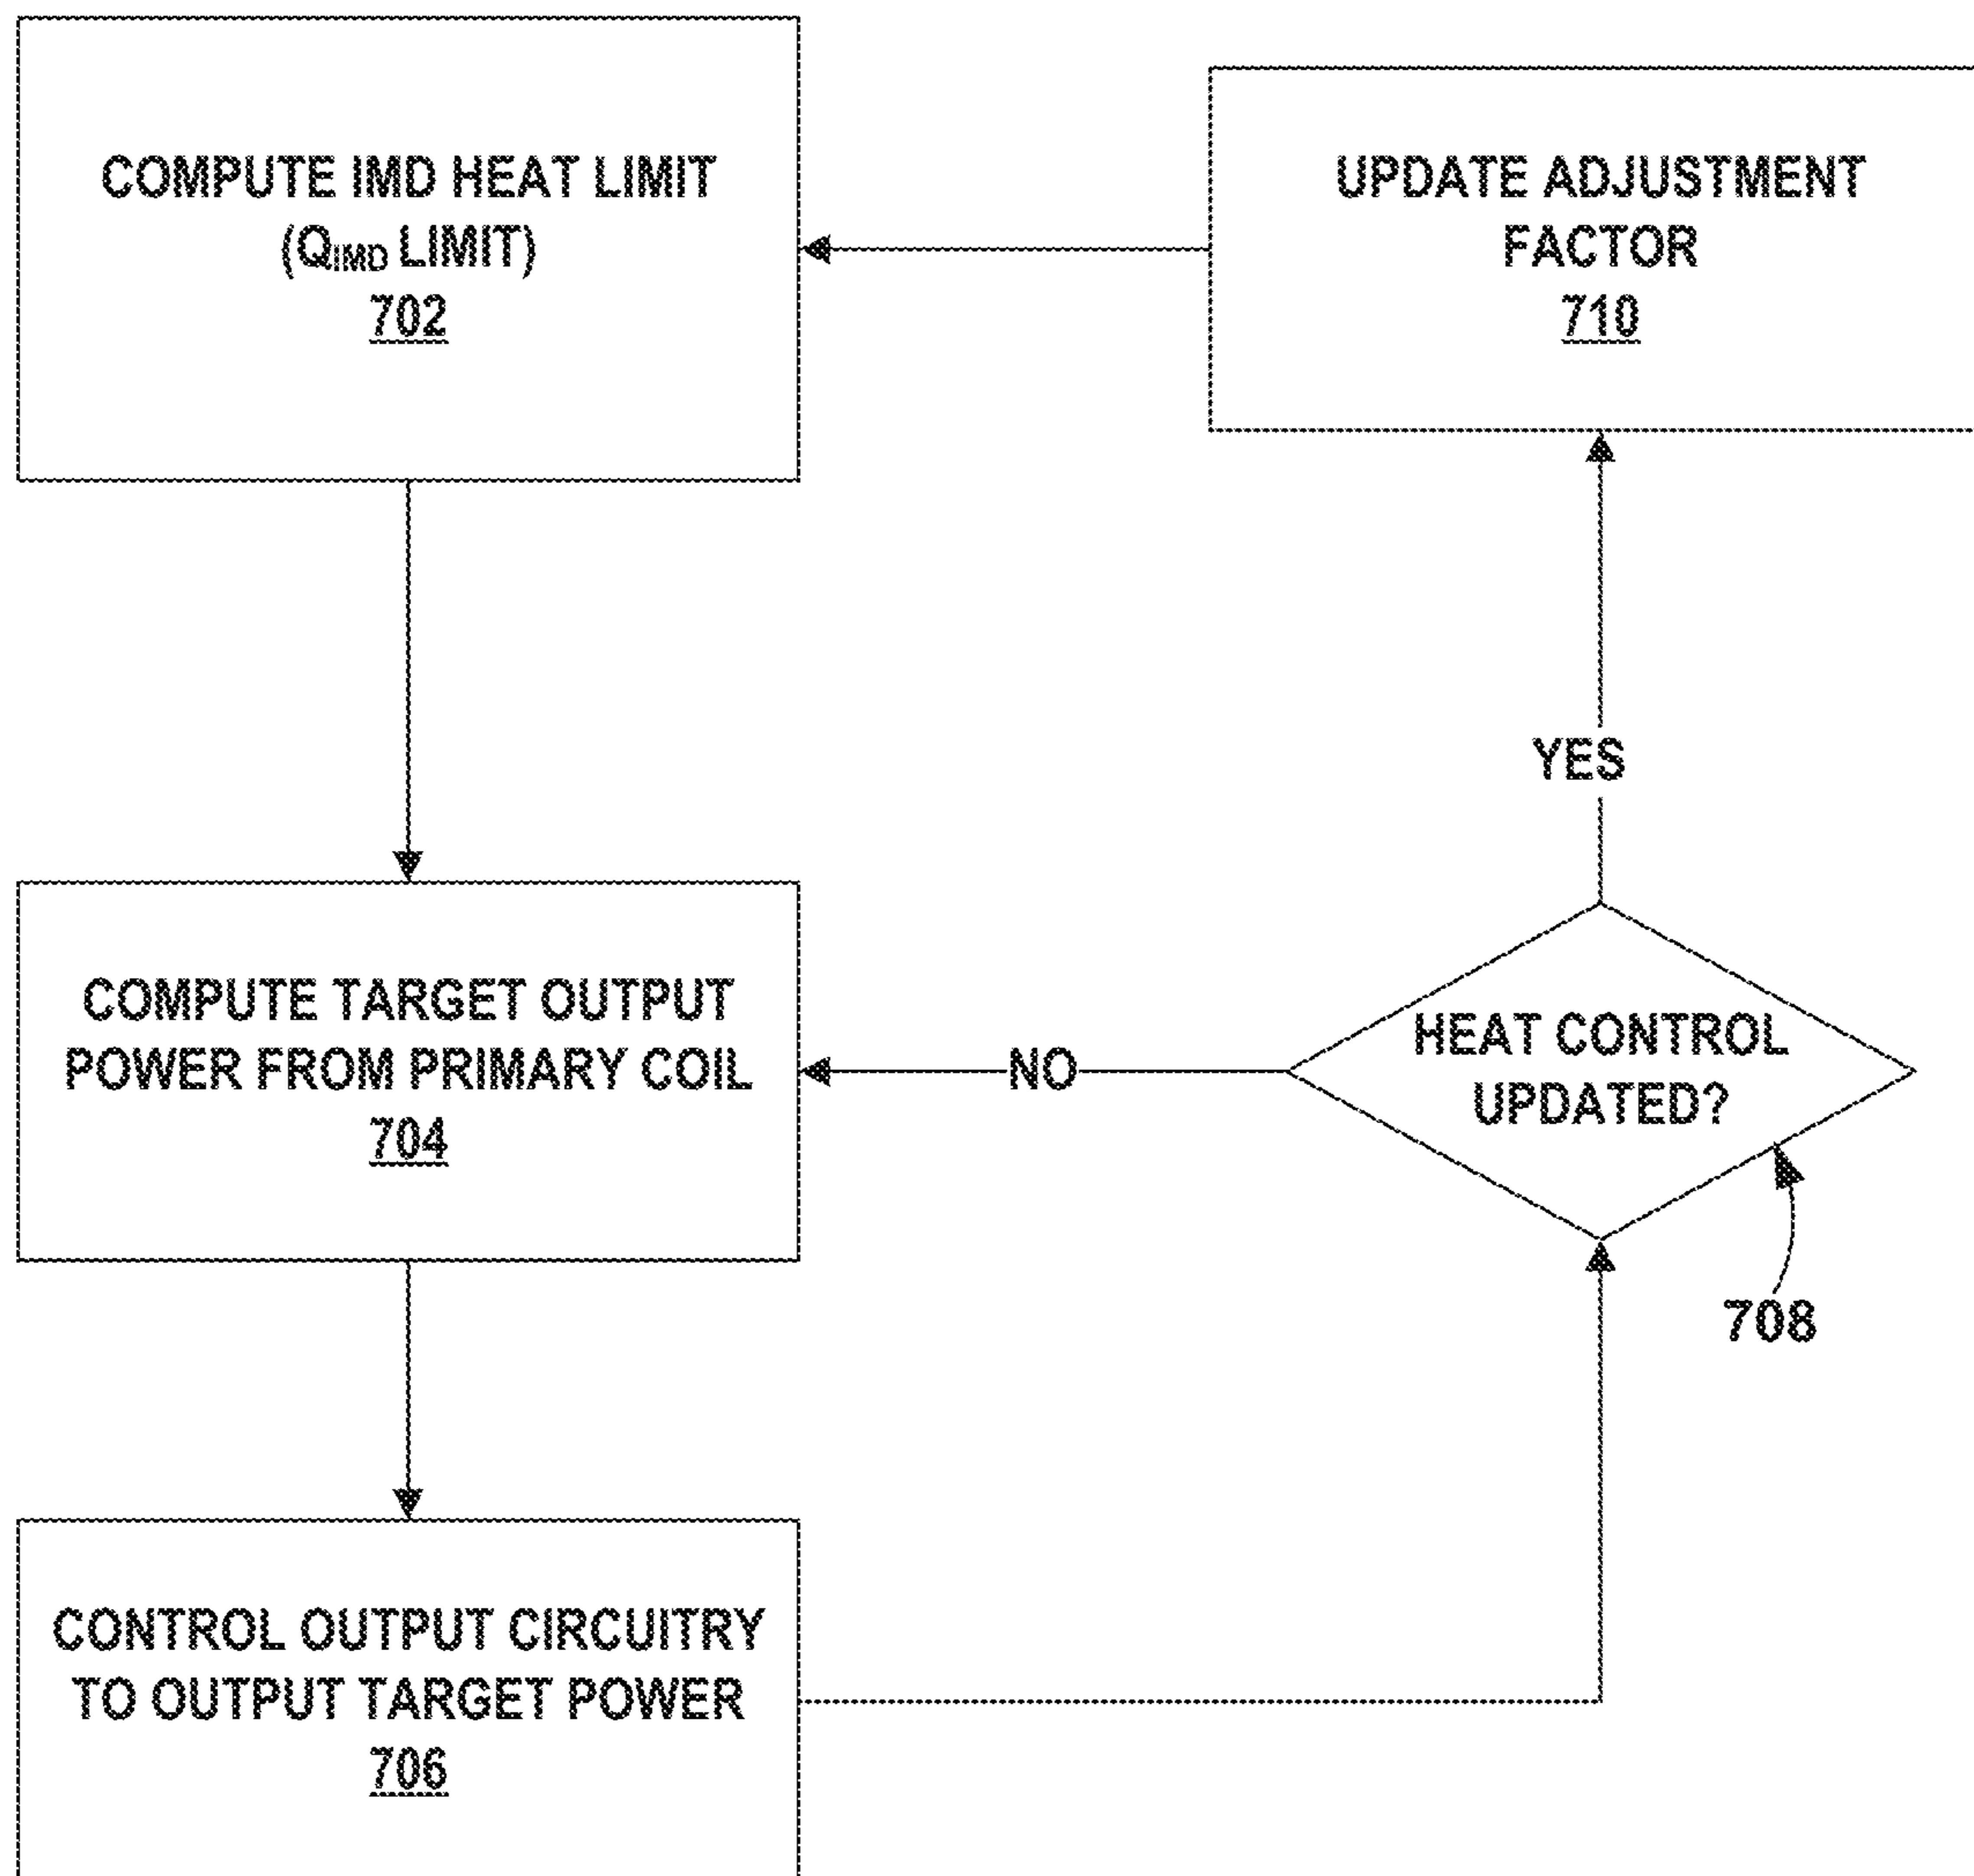 COMPUTE IMD HEAT LIMIT
(QIMD LIMIT)
702
UPDATE ADJUSTMENT
FACTOR
710
YES
COMPUTE TARGET OUTPUT
POWER FROM PRIMARY COIL
704
NO
HEAT CONTROL
UPDATED?
708
CONTROL OUTPUT CIRCUITRY
TO OUTPUT TARGET POWER
706